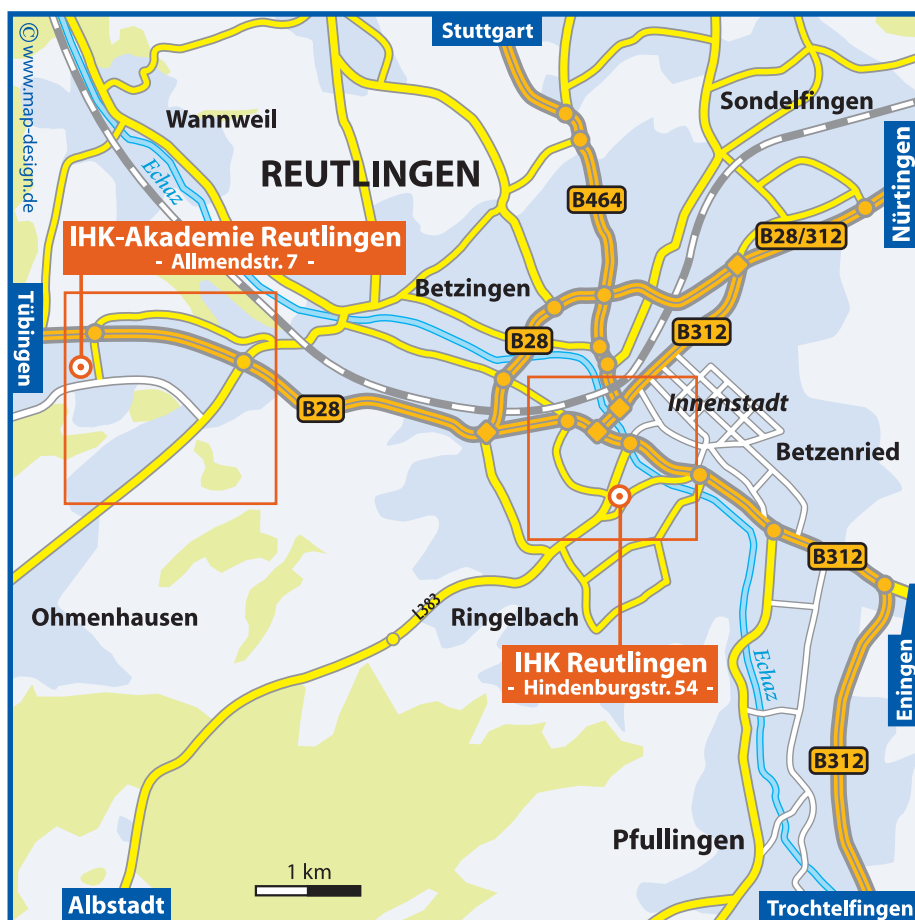 © www.map-design.de
Stuttgart
Sondelfingen
Wannweil
Nürtingen
Echaz
REUTLINGEN
B464
IHK-Akademie Reutlingen
- Allmendstr. 7 -
B28/312
Betzingen
Tübingen
B28
B312
B28
Innenstadt
Betzenried
B312
L383
Ohmenhausen
Ringelbach
IHK Reutlingen
- Hindenburgstr. 54 -
Echaz
Eningen
B312
Pfullingen
1 km
Albstadt
Trochtelfingen